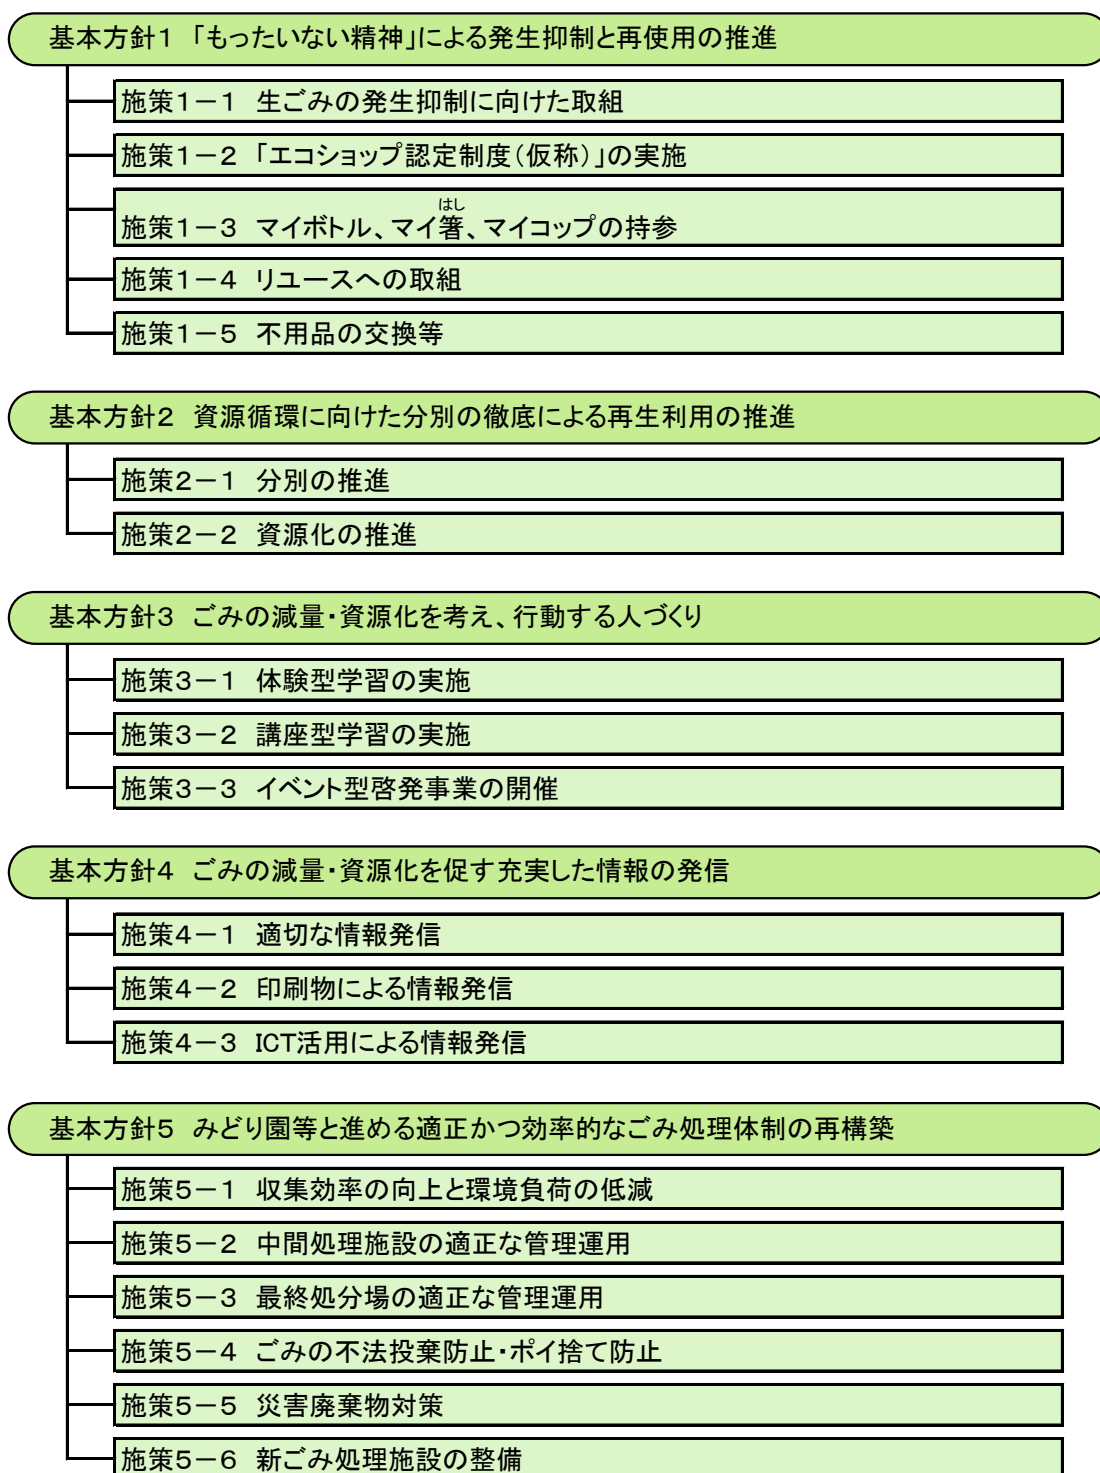 基本方針1 「もったいない精神」による発生抑制と再使用の推進
施策1-1 生ごみの発生抑制に向けた取組
施策1-2 「エコショップ認定制度(仮称)」の実施
はし
施策1-3 マイボトル、マイ箸、マイコップの持参
施策1-4 リユースへの取組
施策1-5 不用品の交換等
基本方針2 資源循環に向けた分別の徹底による再生利用の推進
施策2-1 分別の推進
施策2-2 資源化の推進
基本方針3 ごみの減量・資源化を考え、行動する人づくり
施策3-1 体験型学習の実施
施策3-2 講座型学習の実施
施策3-3 イベント型啓発事業の開催
基本方針4 ごみの減量・資源化を促す充実した情報の発信
施策4-1 適切な情報発信
施策4-2 印刷物による情報発信
施策4-3 ICT活用による情報発信
基本方針5 みどり園等と進める適正かつ効率的なごみ処理体制の再構築
施策5-1 収集効率の向上と環境負荷の低減
施策5-2 中間処理施設の適正な管理運用
施策5-3 最終処分場の適正な管理運用
施策5-4 ごみの不法投棄防止・ポイ捨て防止
施策5-5 災害廃棄物対策
施策5-6 新ごみ処理施設の整備